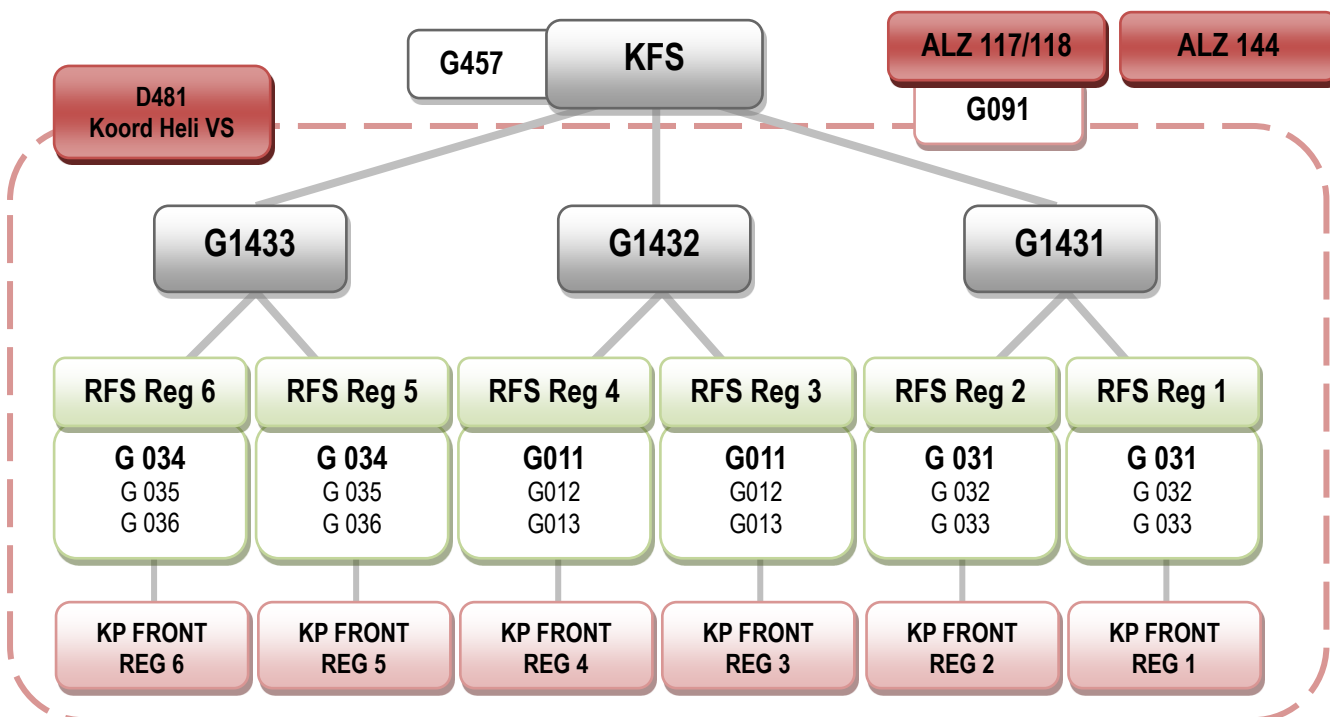 G457
KFS
ALZ 117/118
ALZ 144
G091
D481
Koord Heli VS
G1433
G1432
G1431
RFS Reg 6
G 034
G 035
G 036
RFS Reg 5
G 034
G 035
G 036
RFS Reg 4
G011
G012
G013
RFS Reg 3
G011
G012
G013
RFS Reg 2
G 031
G 032
G 033
RFS Reg 1
G 031
G 032
G 033
KP FRONT
REG 6
KP FRONT
REG 5
KP FRONT
REG 4
KP FRONT
REG 3
KP FRONT
REG 2
KP FRONT
REG 1